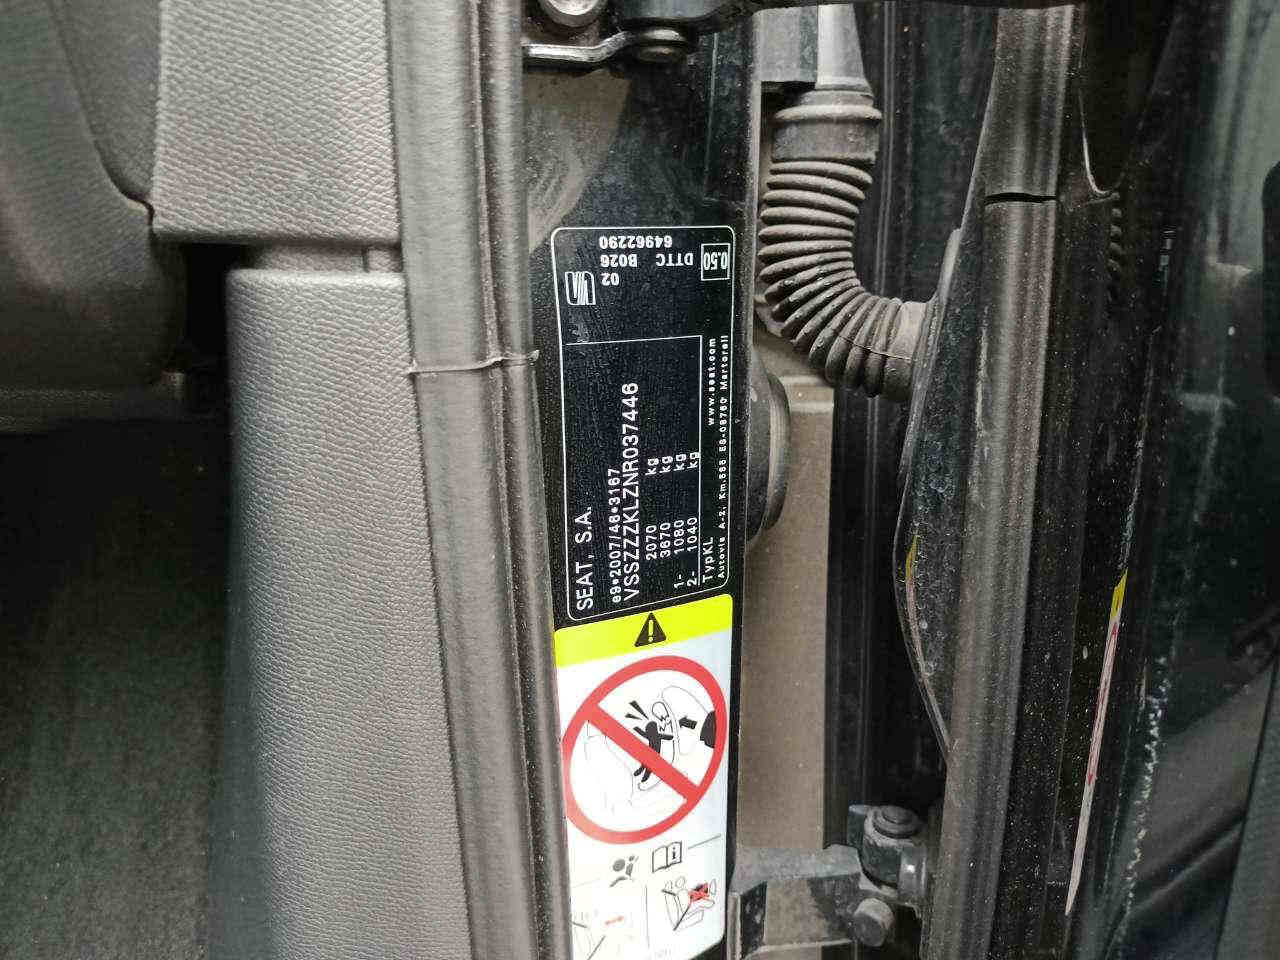 SEAT, S.A.
e9*2007/46*3167
VSSZZZKLZNR037446
2070 kg
3670 kg
1- 1080 kg
2- 1040 kg
TypKL
www.seat.com
Autovía A-2, Km.585 ES-08760 Martorell
02
DTTC B026
64962290
0.50